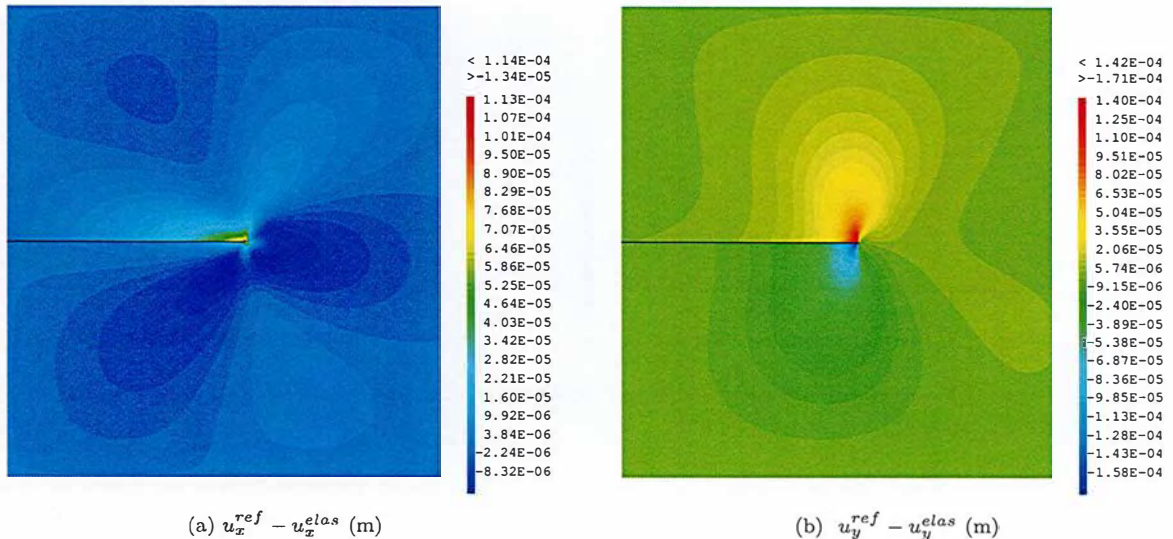 < 1.14E-04
>-1.34E-05
1.13E-04
1.07E-04
1.01E-04
9.50E-05
8.90E-05
8.29E-05
7.68E-05
7.07E-05
6.46E-05
5.86E-05
5.25E-05
4.64E-05
4.03E-05
3.42E-05
2.82E-05
2.21E-05
1.60E-05
9.92E-06
3.84E-06
-2.24E-06
-8.32E-06
(a) u_x^{ref} − u_x^{elas} (m)
< 1.42E-04
>-1.71E-04
1.40E-04
1.25E-04
1.10E-04
9.51E-05
8.02E-05
6.53E-05
5.04E-05
3.55E-05
2.06E-05
5.74E-06
-9.15E-06
-2.40E-05
-3.89E-05
-5.38E-05
-6.87E-05
-8.36E-05
-9.85E-05
-1.13E-04
-1.28E-04
-1.43E-04
-1.58E-04
(b) u_y^{ref} − u_y^{elas} (m)